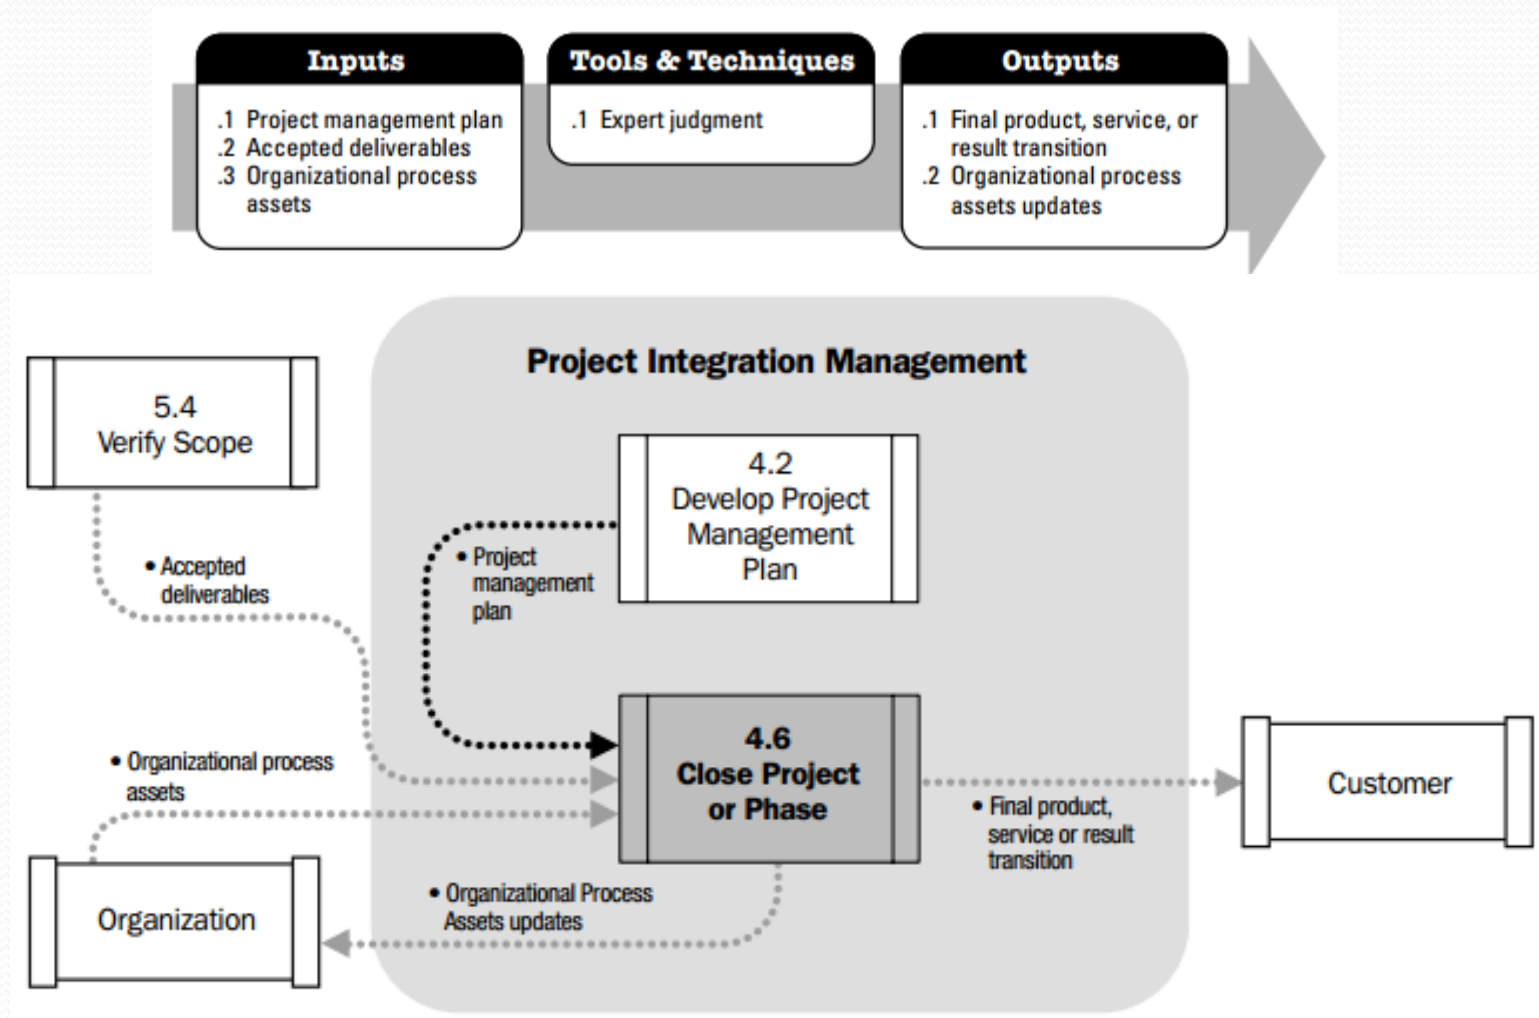 Inputs
.1 Project management plan
.2 Accepted deliverables
.3 Organizational process
assets
Tools & Techniques
.1 Expert judgment
Outputs
.1 Final product, service, or
result transition
.2 Organizational process
assets updates
Project Integration Management
5.4
Verify Scope
4.2
Develop Project
Management
Plan
• Accepted
deliverables
• Project
management
plan
4.6
Close Project
or Phase
• Organizational process
assets
Customer
• Final product,
service or result
transition
Organization
• Organizational Process
Assets updates